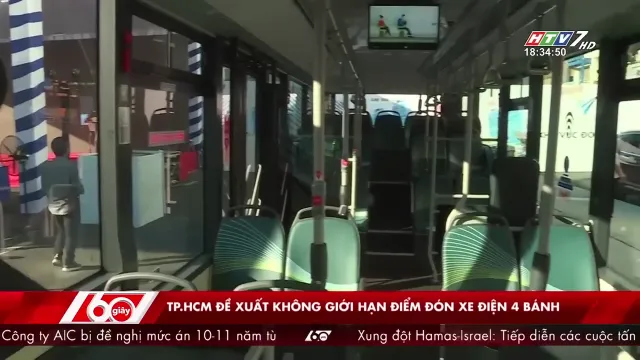 HTV7 HD
18:34:50
60 giây
TP.HCM ĐỀ XUẤT KHÔNG GIỚI HẠN ĐIỂM ĐÓN XE ĐIỆN 4 BÁNH
Công ty AIC bị đề nghị mức án 10-11 năm tù 60 Xung đột Hamas-Israel: Tiếp diễn các cuộc tấn